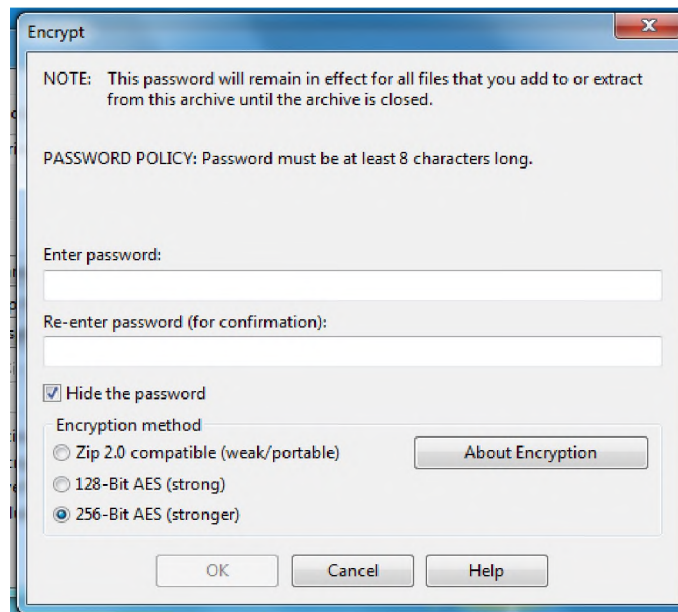 Encrypt
NOTE: This password will remain in effect for all files that you add to or extract
from this archive until the archive is closed.
PASSWORD POLICY: Password must be at least 8 characters long.
Enter password:
Re-enter password (for confirmation):
Hide the password
Encryption method
Zip 2.0 compatible (weak/portable)
About Encryption
128-Bit AES (strong)
256-Bit AES (stronger)
OK Cancel Help